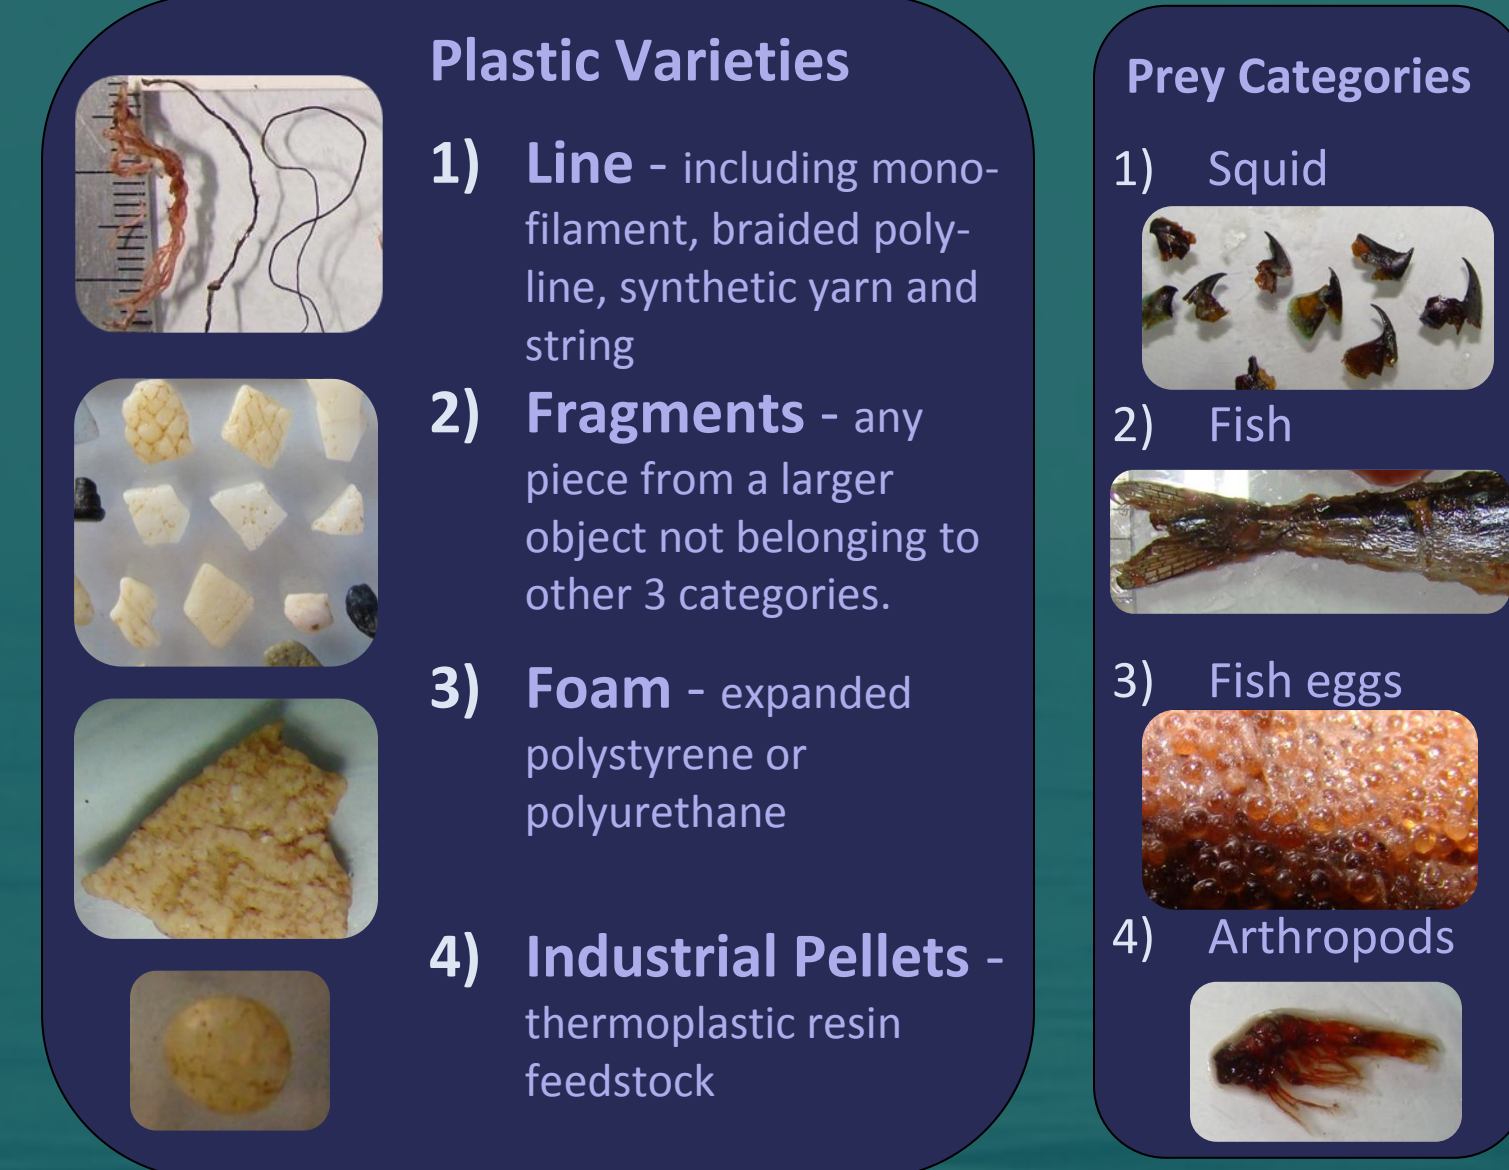 Plastic Varieties
1) Line - including mono-
filament, braided poly-
line, synthetic yarn and
string
2) Fragments - any
piece from a larger
object not belonging to
other 3 categories.
3) Foam - expanded
polystyrene or
polyurethane
4) Industrial Pellets -
thermoplastic resin
feedstock
Prey Categories
1) Squid
2) Fish
3) Fish eggs
4) Arthropods